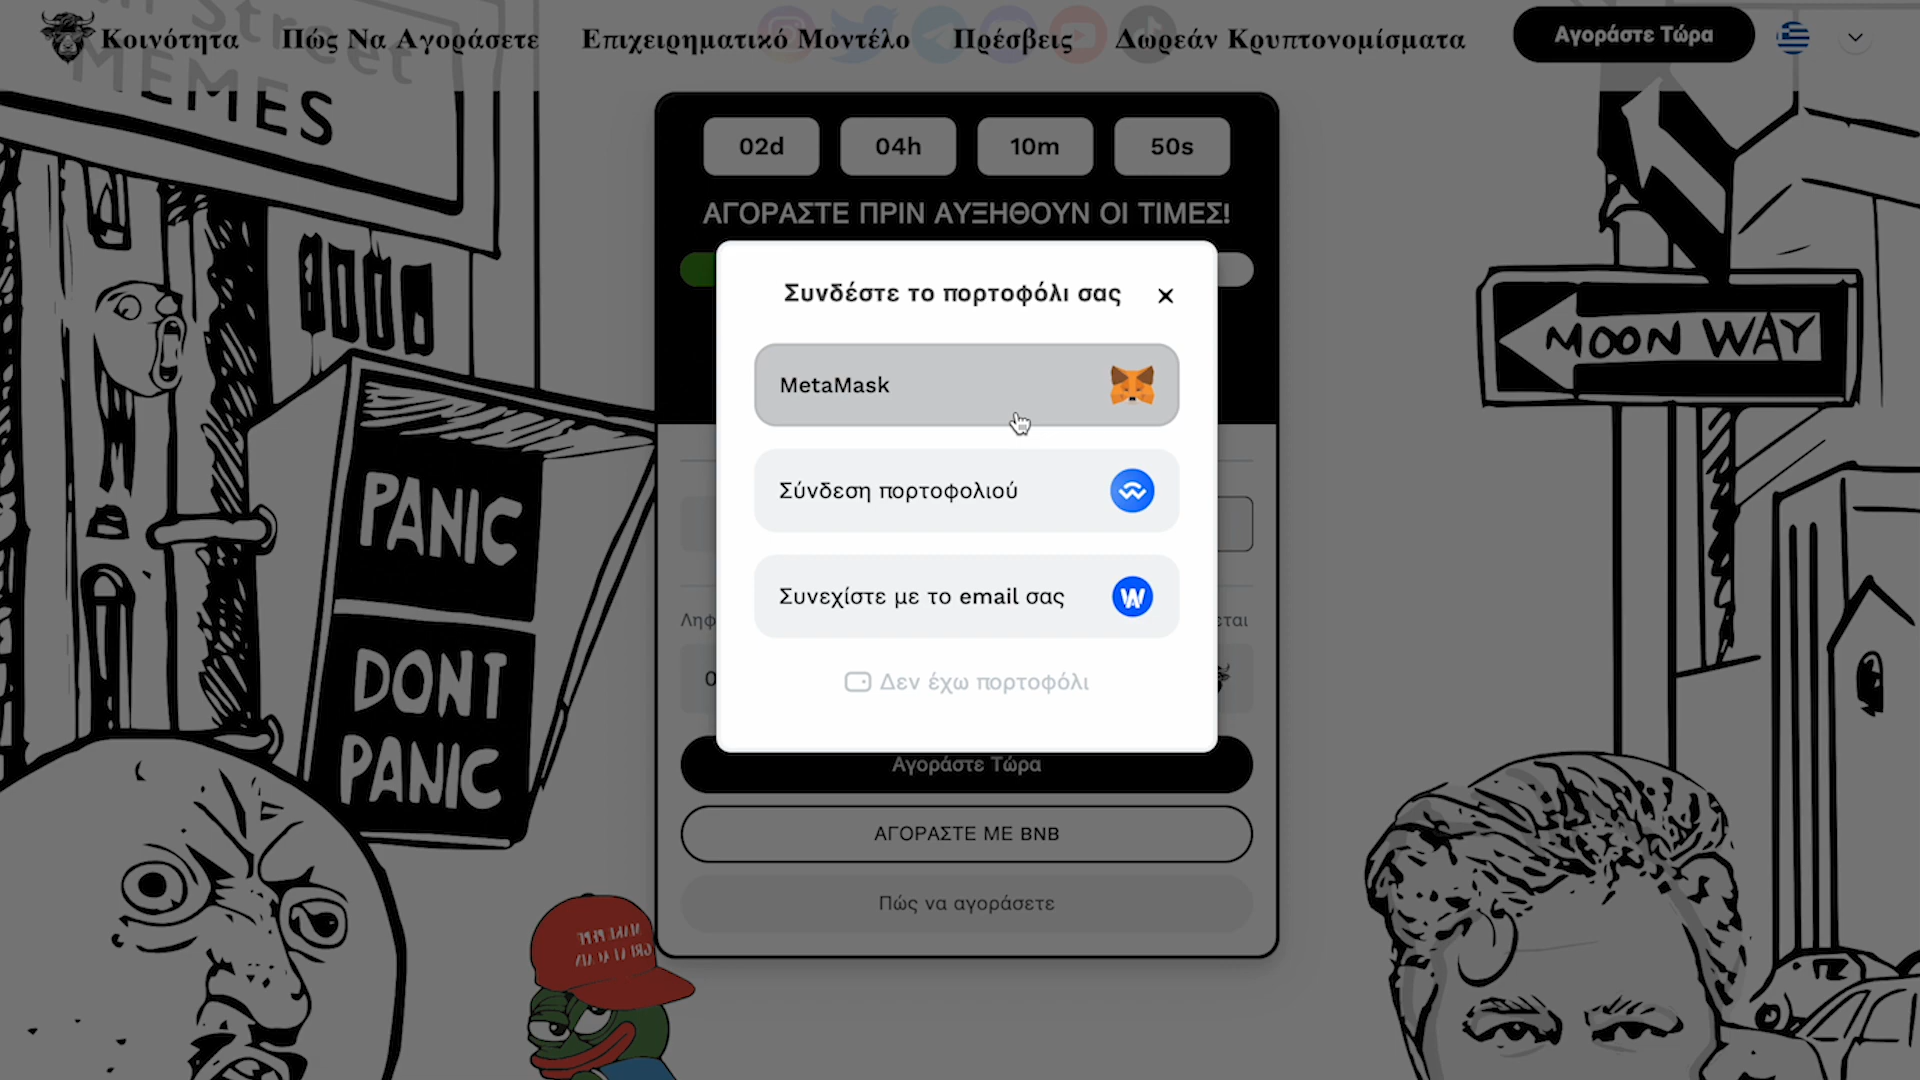 Street
MEMES
Κοινότητα
Πώς Να Αγοράσετε
Επιχειρηματικό Μοντέλο
Πρέσβεις
Δωρεάν Κρυπτονομίσματα
Αγοράστε Τώρα
02d
04h
10m
50s
ΑΓΟΡΑΣΤΕ ΠΡΙΝ ΑΥΞΗΘΟΥΝ ΟΙ ΤΙΜΕΣ!
Συνδέστε το πορτοφόλι σας
MetaMask
Σύνδεση πορτοφολιού
Συνεχίστε με το email σας
Δεν έχω πορτοφόλι
Αγοράστε Τώρα
ΑΓΟΡΑΣΤΕ ΜΕ BNB
Πώς να αγοράσετε
PANIC
DONT
PANIC
MOON WAY